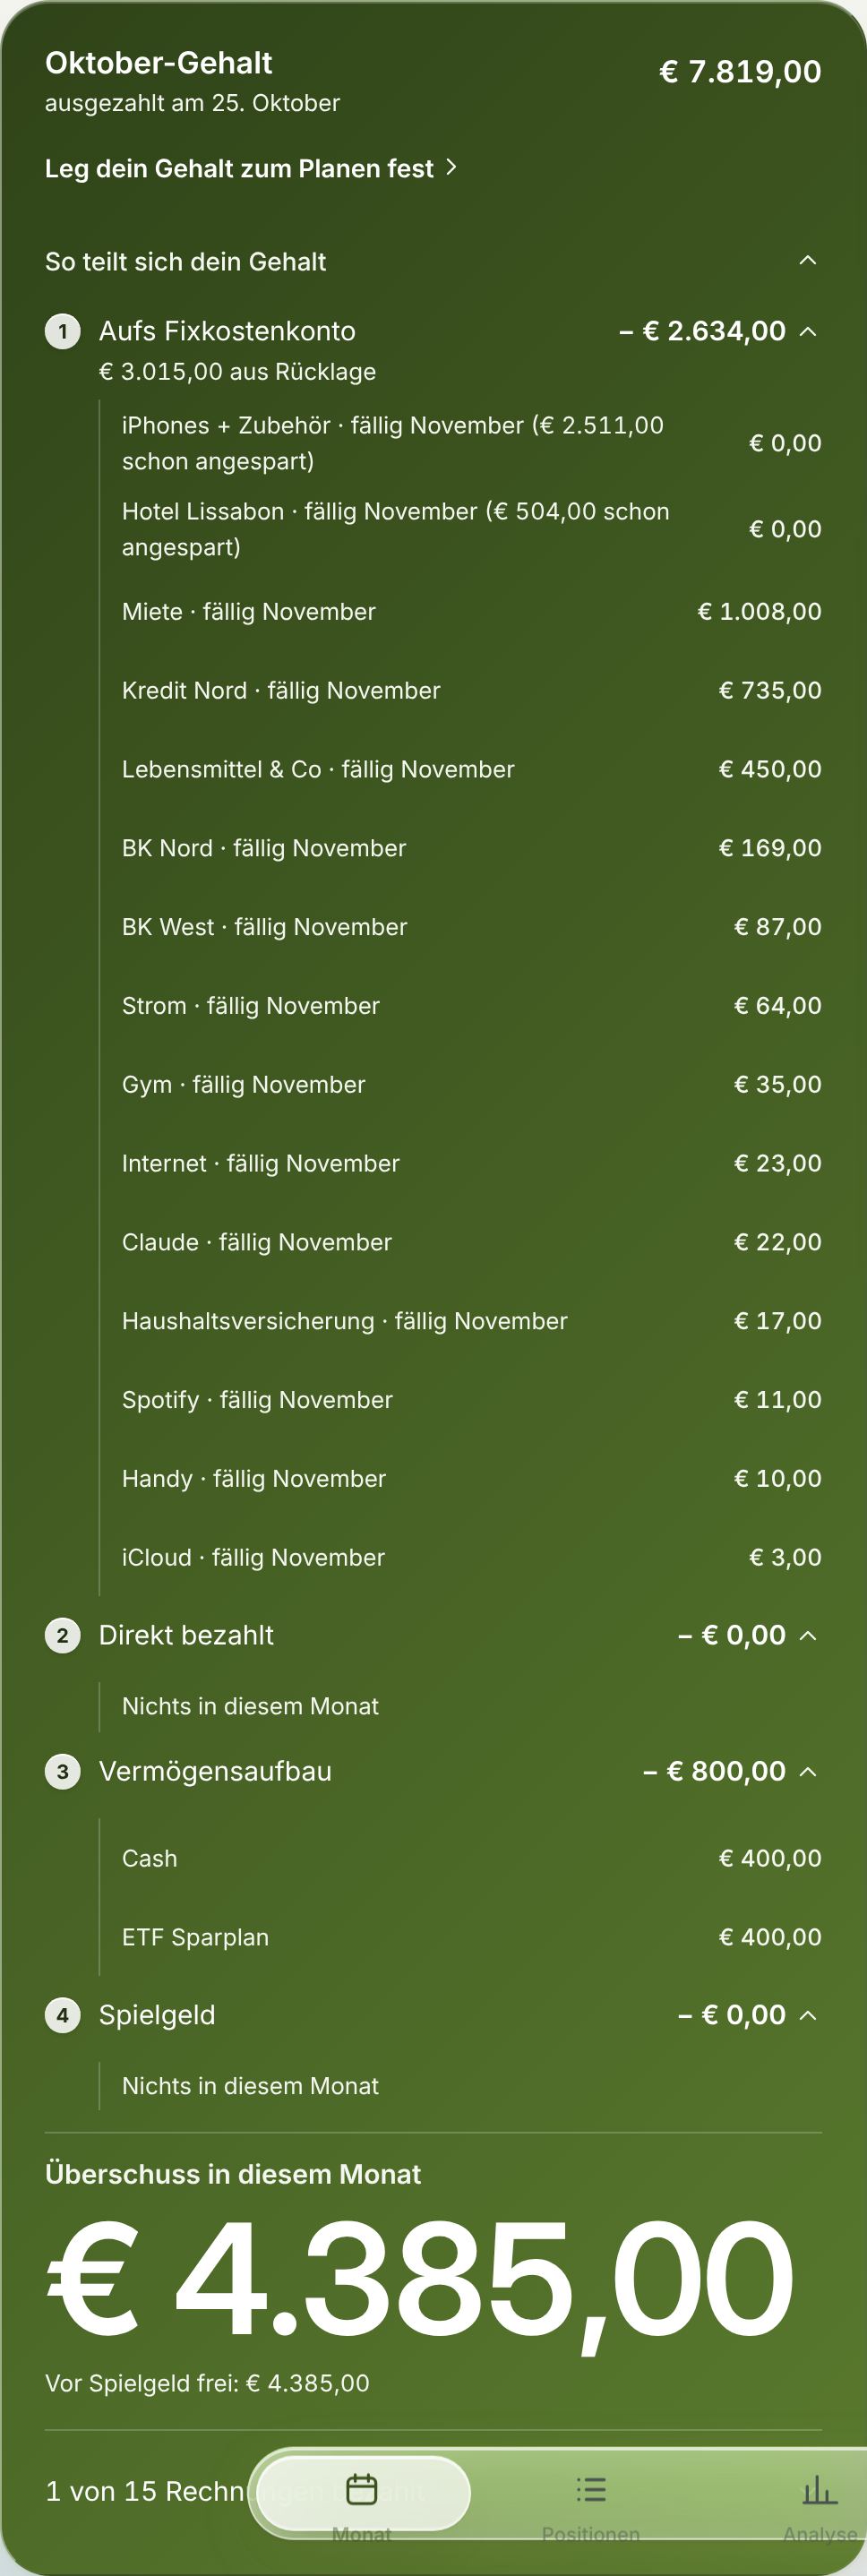 Oktober-Gehalt
€ 7.819,00
ausgezahlt am 25. Oktober
Leg dein Gehalt zum Planen fest >
So teilt sich dein Gehalt
1 Aufs Fixkostenkonto – € 2.634,00
€ 3.015,00 aus Rücklage
iPhones + Zubehör · fällig November (€ 2.511,00
schon angespart)
€ 0,00
Hotel Lissabon · fällig November (€ 504,00 schon
angespart)
€ 0,00
Miete · fällig November € 1.008,00
Kredit Nord · fällig November € 735,00
Lebensmittel & Co · fällig November € 450,00
BK Nord · fällig November € 169,00
BK West · fällig November € 87,00
Strom · fällig November € 64,00
Gym · fällig November € 35,00
Internet · fällig November € 23,00
Claude · fällig November € 22,00
Haushaltsversicherung · fällig November € 17,00
Spotify · fällig November € 11,00
Handy · fällig November € 10,00
iCloud · fällig November € 3,00
2 Direkt bezahlt – € 0,00
Nichts in diesem Monat
3 Vermögensaufbau – € 800,00
Cash € 400,00
ETF Sparplan € 400,00
4 Spielgeld – € 0,00
Nichts in diesem Monat
Überschuss in diesem Monat
€ 4.385,00
Vor Spielgeld frei: € 4.385,00
1 von 15
Monat Positionen Analyse